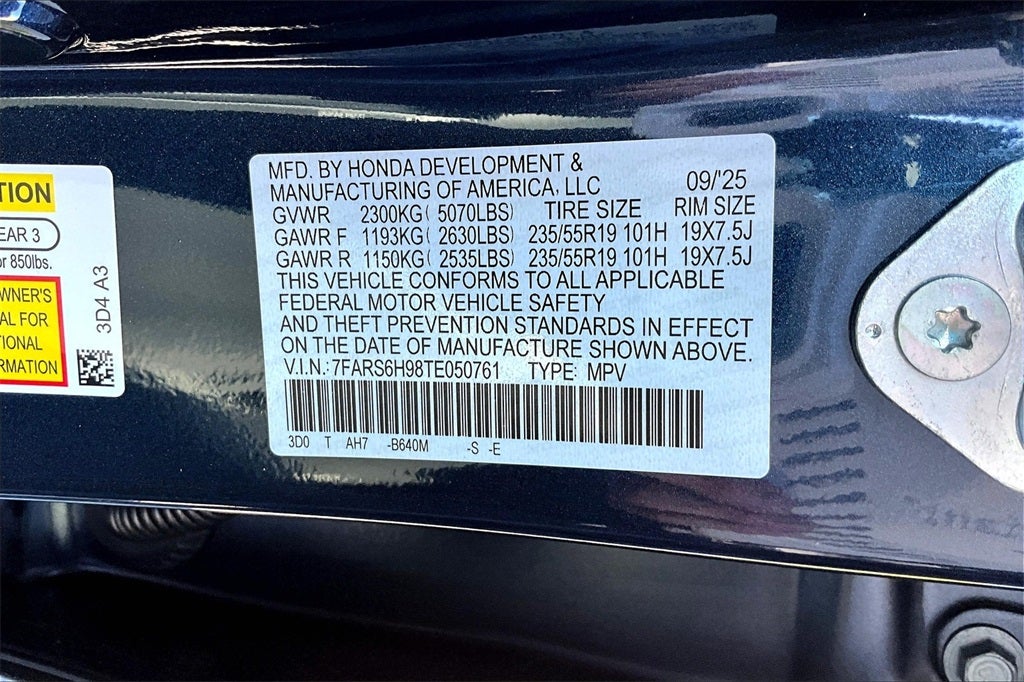 TION
EAR 3
or 850lbs.
WNER'S
AL FOR
TIONAL
RMATION
3D4 A3
MFD. BY HONDA DEVELOPMENT &
MANUFACTURING OF AMERICA, LLC 09/'25
GVWR 2300KG( 5070LBS) TIRE SIZE RIM SIZE
GAWR F 1193KG( 2630LBS) 235/55R19 101H 19X7.5J
GAWR R 1150KG( 2535LBS) 235/55R19 101H 19X7.5J
THIS VEHICLE CONFORMS TO ALL APPLICABLE
FEDERAL MOTOR VEHICLE SAFETY
AND THEFT PREVENTION STANDARDS IN EFFECT
ON THE DATE OF MANUFACTURE SHOWN ABOVE.
V.I.N.: 7FARS6H98TE050761 TYPE: MPV
3D0 T AH7 -B640M -S -E